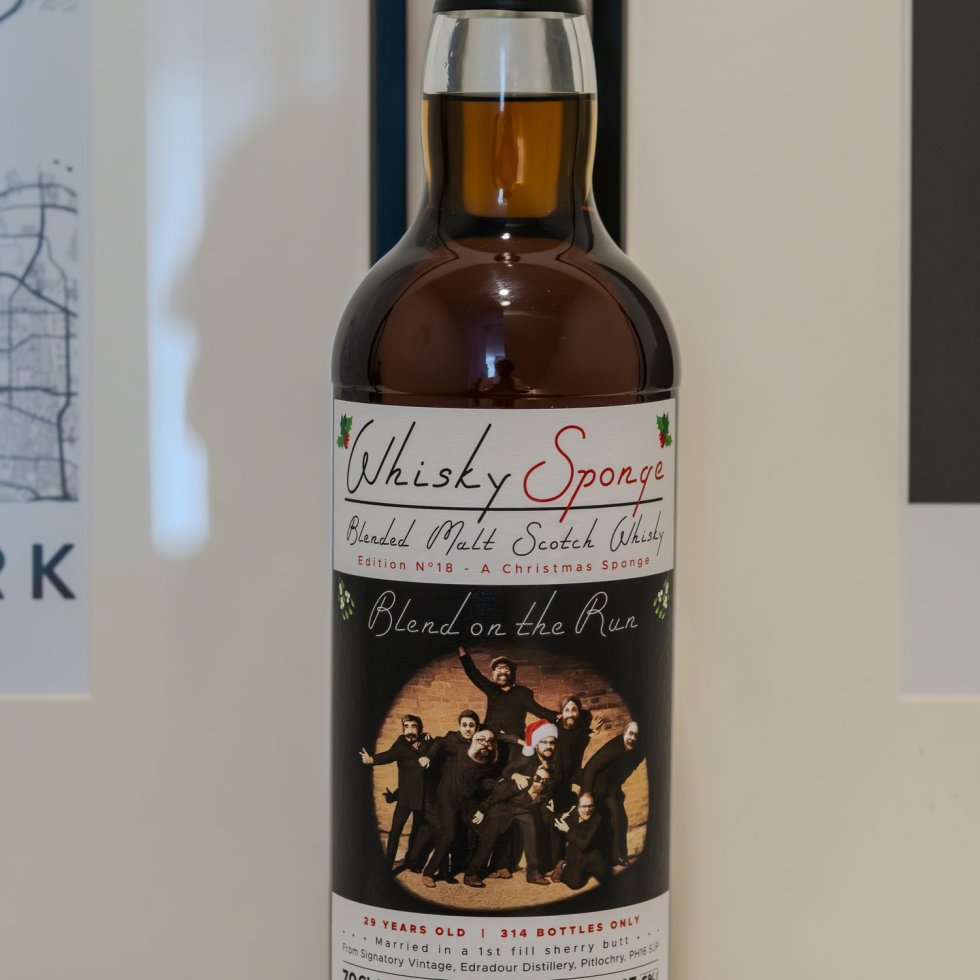 Whisky Sponge
Blended Malt Scotch Whisky
Edition Nº18 - A Christmas Sponge
Blend on the Run
29 YEARS OLD | 314 BOTTLES ONLY
• • • Married in a 1st fill sherry butt • • •
From Signatory Vintage, Edradour Distillery, Pitlochry, PH16 5JP
RK